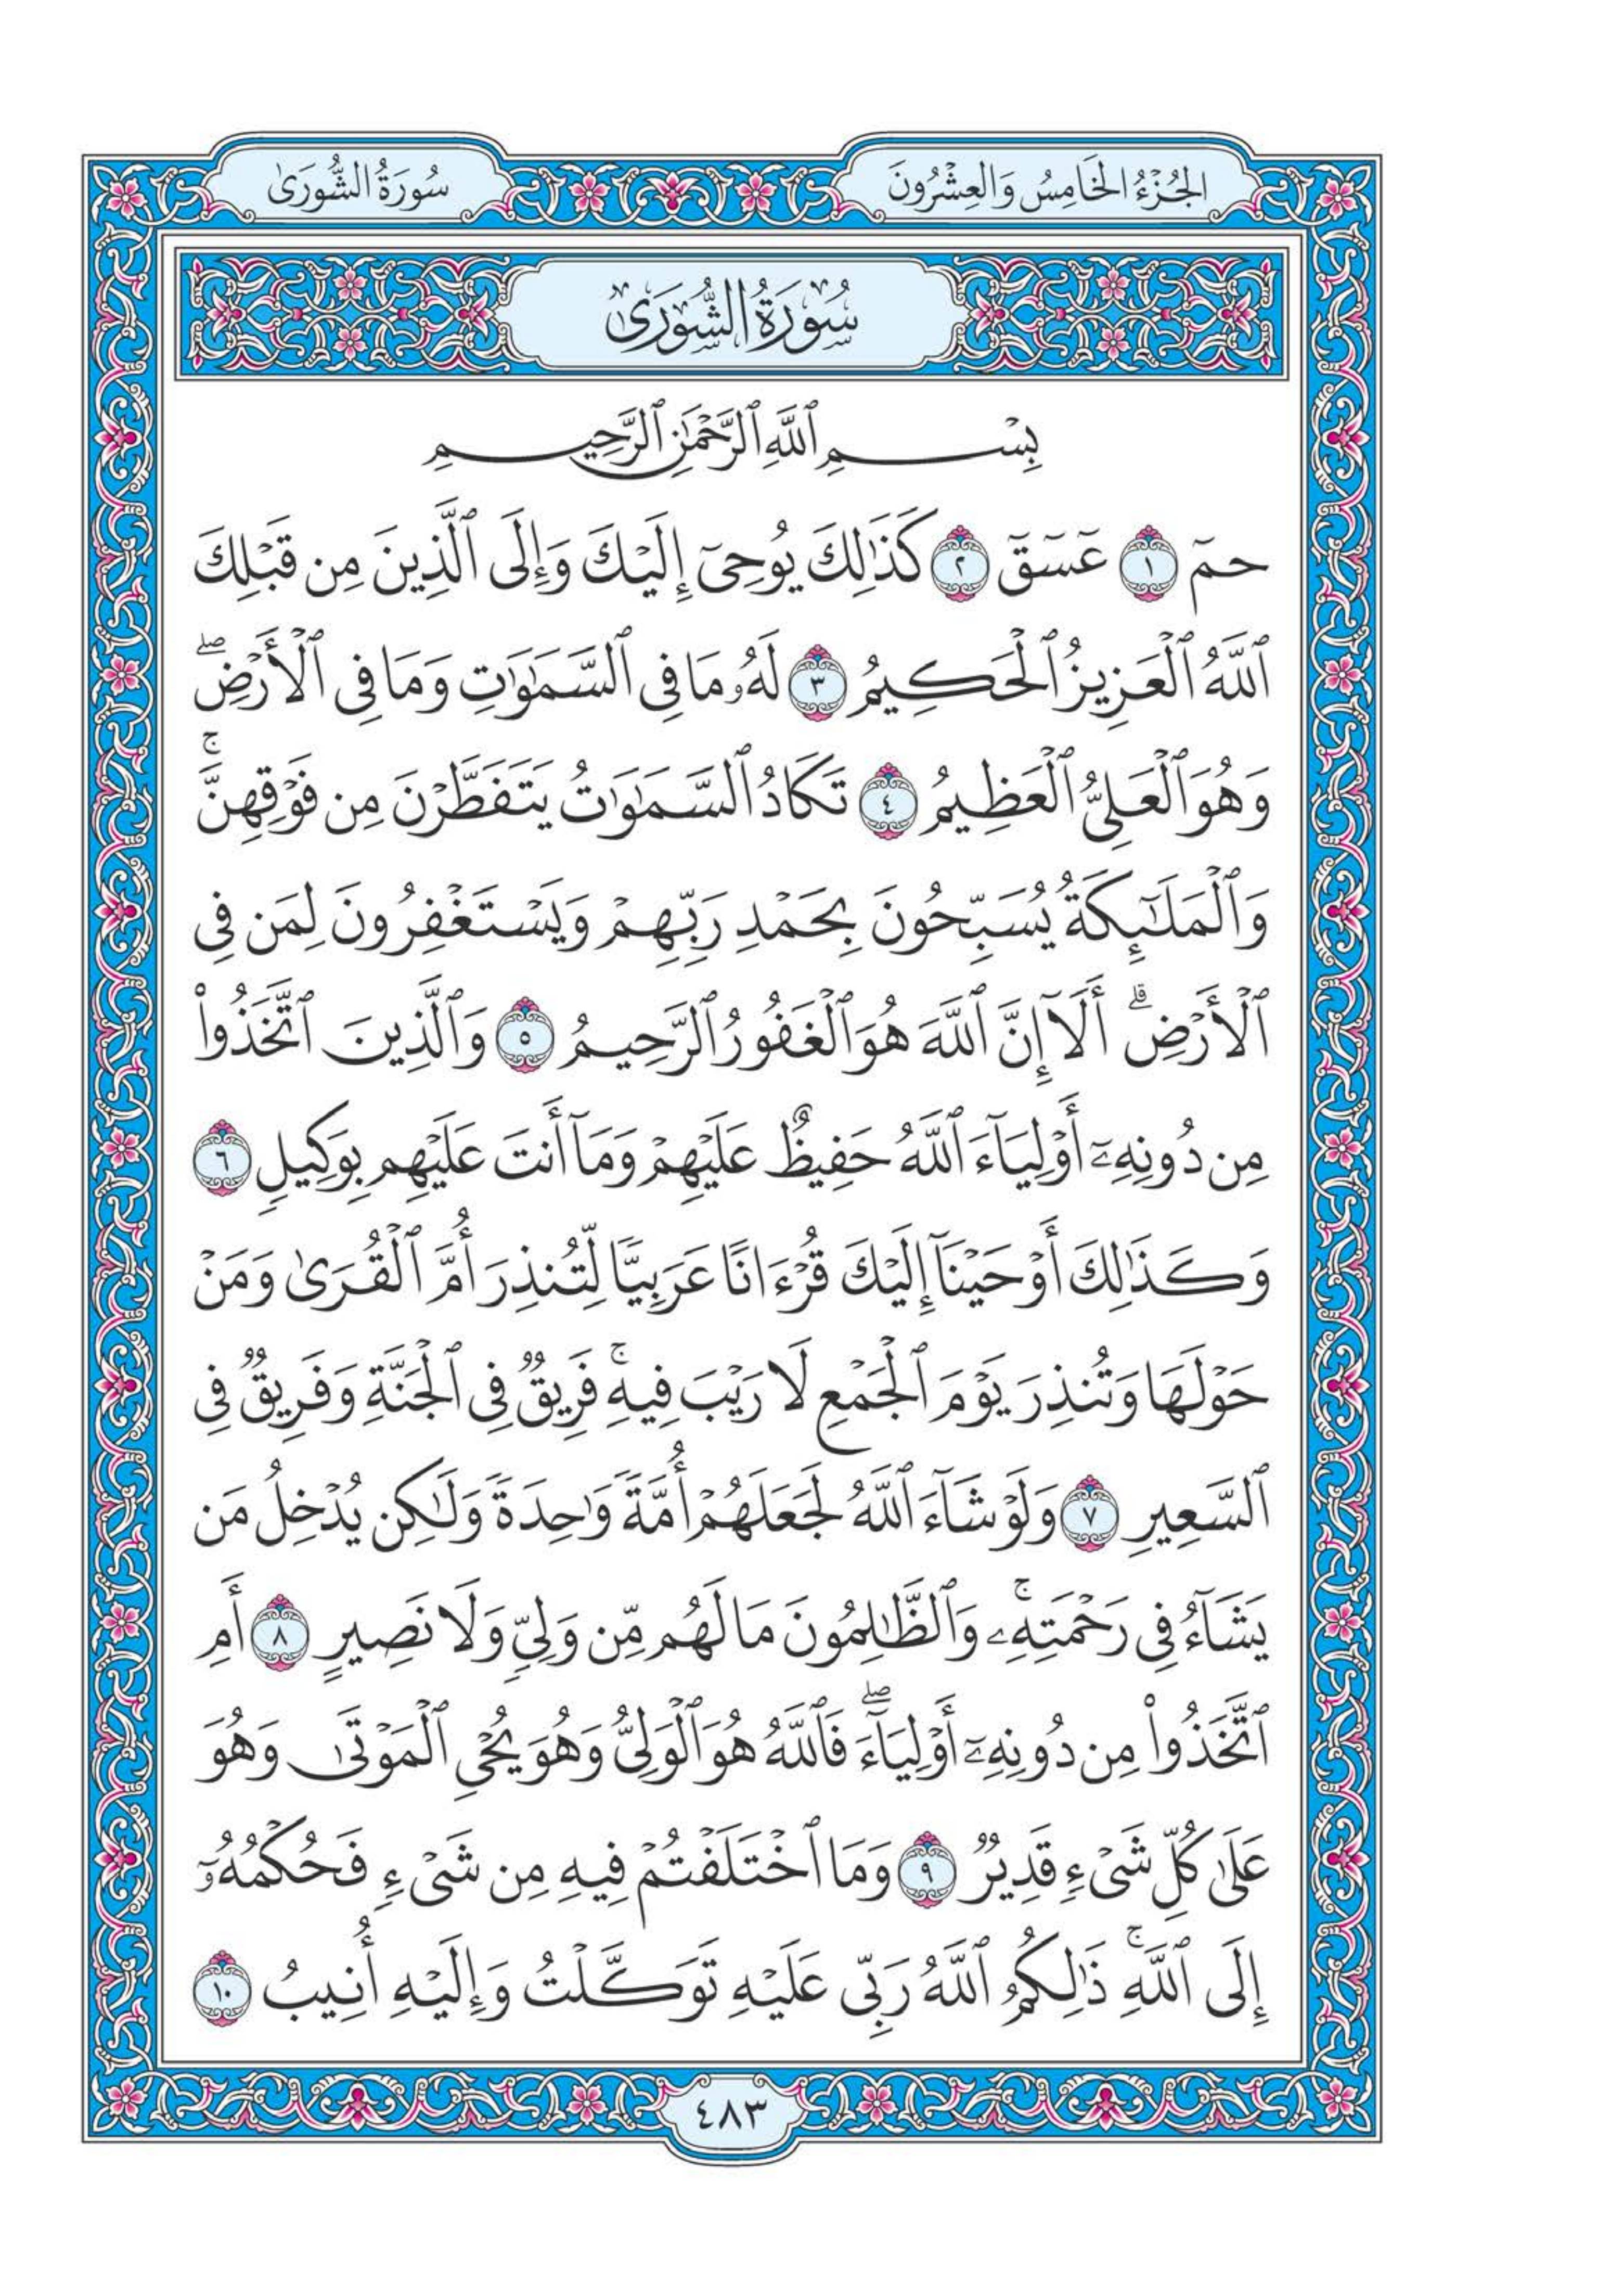 الجُزْءُ الخَامِسُ وَالعِشْرُونَ
سُورَةُ الشُّورَىٰ
سُورَةُ الشُّورَىٰ
بِسْمِ ٱللَّهِ ٱلرَّحْمَٰنِ ٱلرَّحِيمِ
حمٓ ١ عٓسٓقٓ ٢ كَذَٰلِكَ يُوحِىٓ إِلَيْكَ وَإِلَى ٱلَّذِينَ مِن قَبْلِكَ
ٱللَّهُ ٱلْعَزِيزُ ٱلْحَكِيمُ ٣ لَهُۥ مَا فِى ٱلسَّمَٰوَٰتِ وَمَا فِى ٱلْأَرْضِۖ
وَهُوَ ٱلْعَلِىُّ ٱلْعَظِيمُ ٤ تَكَادُ ٱلسَّمَٰوَٰتُ يَتَفَطَّرْنَ مِن فَوْقِهِنَّۚ
وَٱلْمَلَٰٓئِكَةُ يُسَبِّحُونَ بِحَمْدِ رَبِّهِمْ وَيَسْتَغْفِرُونَ لِمَن فِى
ٱلْأَرْضِۗ أَلَآ إِنَّ ٱللَّهَ هُوَ ٱلْغَفُورُ ٱلرَّحِيمُ ٥ وَٱلَّذِينَ ٱتَّخَذُوا۟
مِن دُونِهِۦٓ أَوْلِيَآءَ ٱللَّهُ حَفِيظٌ عَلَيْهِمْ وَمَآ أَنتَ عَلَيْهِم بِوَكِيلٍ ٦
وَكَذَٰلِكَ أَوْحَيْنَآ إِلَيْكَ قُرْءَانًا عَرَبِيًّا لِّتُنذِرَ أُمَّ ٱلْقُرَىٰ وَمَنْ
حَوْلَهَا وَتُنذِرَ يَوْمَ ٱلْجَمْعِ لَا رَيْبَ فِيهِۚ فَرِيقٌ فِى ٱلْجَنَّةِ وَفَرِيقٌ فِى
ٱلسَّعِيرِ ٧ وَلَوْ شَآءَ ٱللَّهُ لَجَعَلَهُمْ أُمَّةً وَٰحِدَةً وَلَٰكِن يُدْخِلُ مَن
يَشَآءُ فِى رَحْمَتِهِۦۚ وَٱلظَّٰلِمُونَ مَا لَهُم مِّن وَلِىٍّ وَلَا نَصِيرٍ ٨ أَمِ
ٱتَّخَذُوا۟ مِن دُونِهِۦٓ أَوْلِيَآءَۖ فَٱللَّهُ هُوَ ٱلْوَلِىُّ وَهُوَ يُحْىِ ٱلْمَوْتَىٰ وَهُوَ
عَلَىٰ كُلِّ شَىْءٍ قَدِيرٌ ٩ وَمَا ٱخْتَلَفْتُمْ فِيهِ مِن شَىْءٍ فَحُكْمُهُۥٓ
إِلَى ٱللَّهِۚ ذَٰلِكُمُ ٱللَّهُ رَبِّى عَلَيْهِ تَوَكَّلْتُ وَإِلَيْهِ أُنِيبُ ١٠
٤٨٣